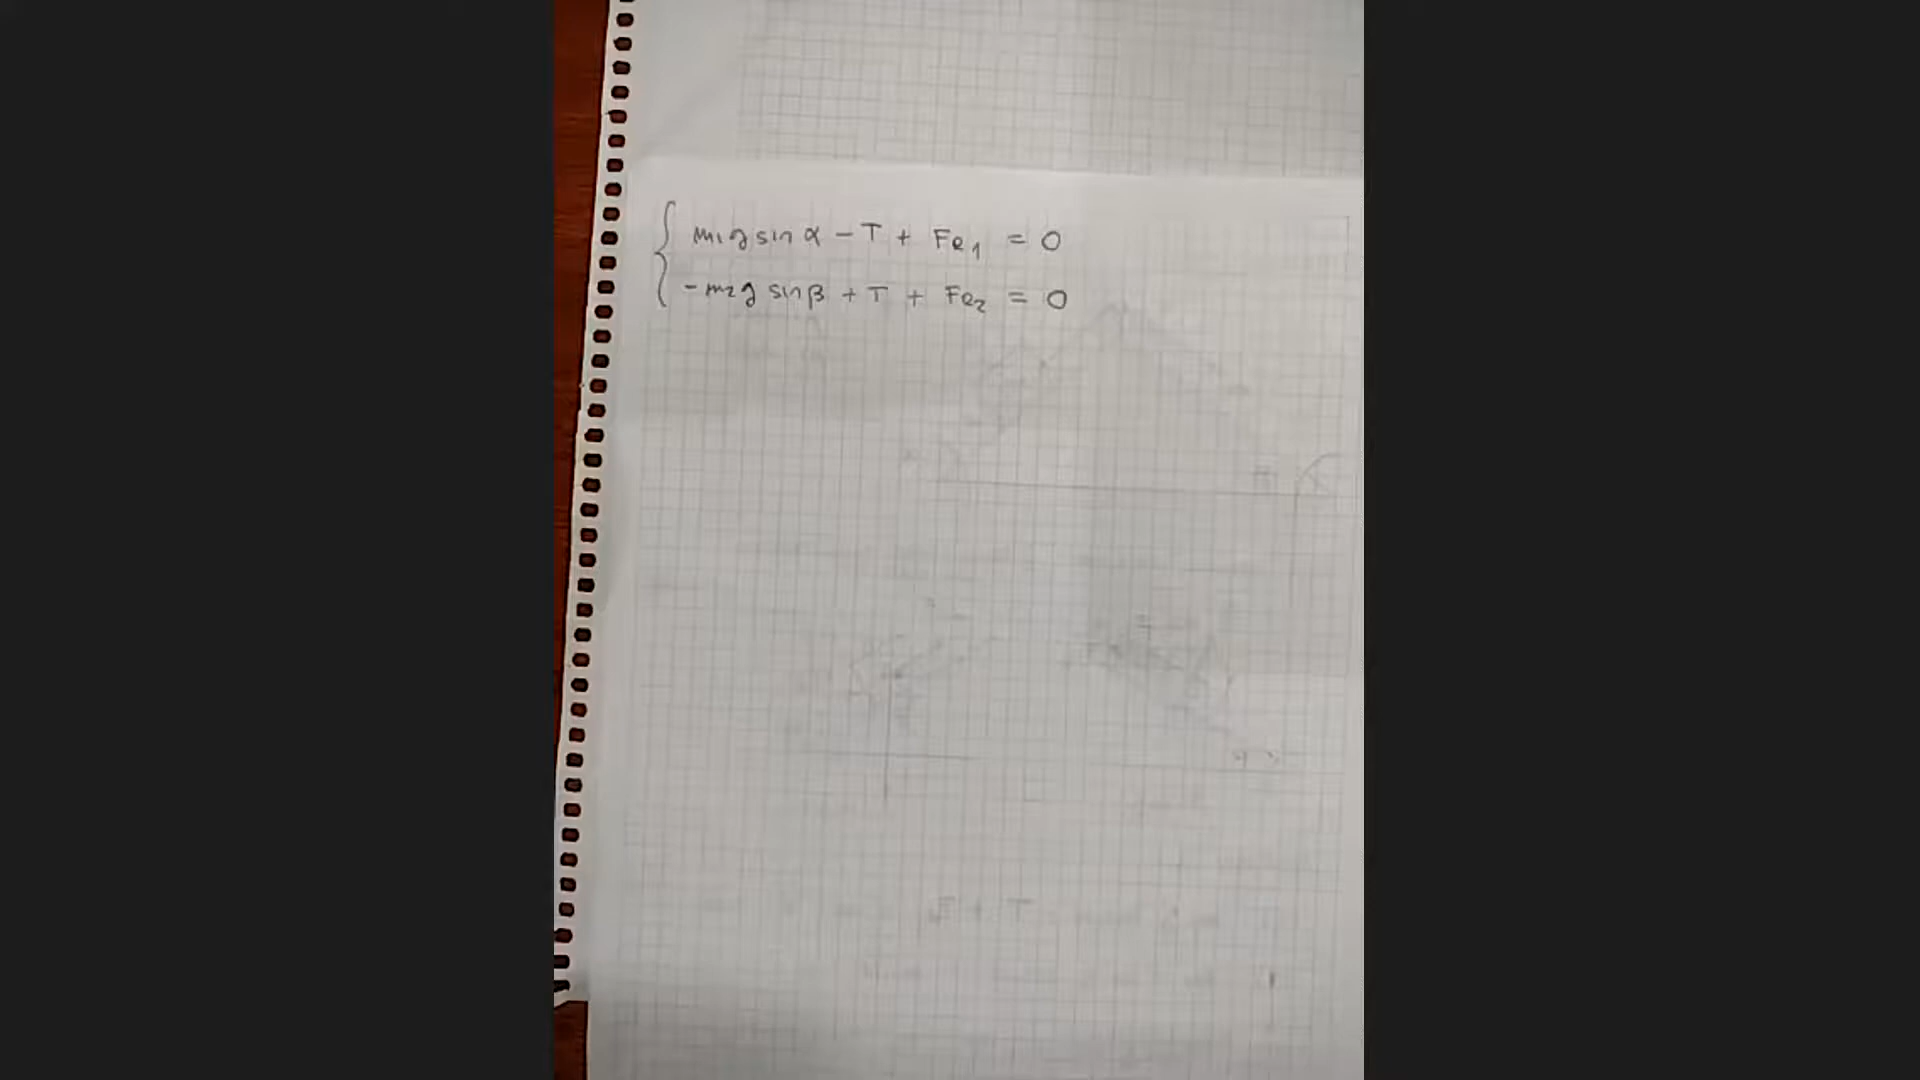 m₁g sin α − T + Fe₁ = 0
−m₂g sin β + T + Fe₂ = 0